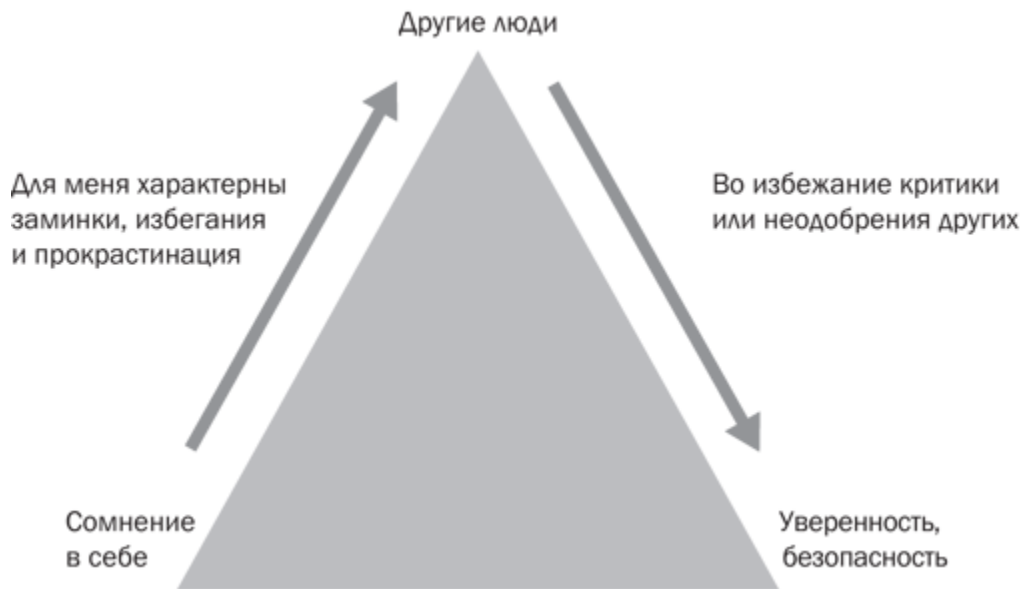 Другие люди
Для меня характерны
заминки, избегания
и прокрастинация
Во избежание критики
или неодобрения других
Сомнение
в себе
Уверенность,
безопасность